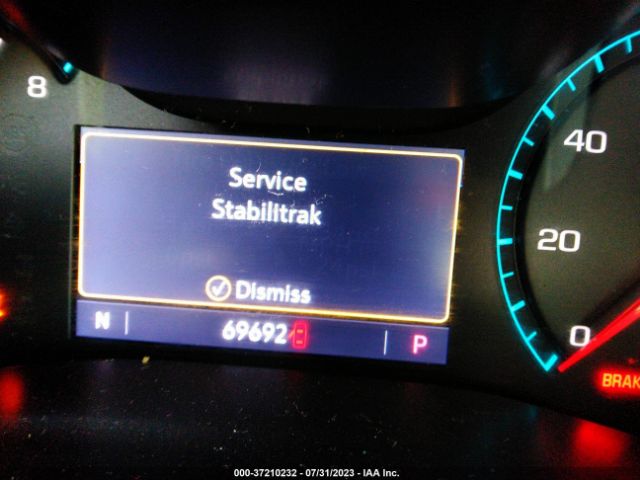 8
Service
Stabilitrak
Dismiss
N
69692
P
40
20
0
BRAK
000-37210232 - 07/31/2023 - IAA Inc.